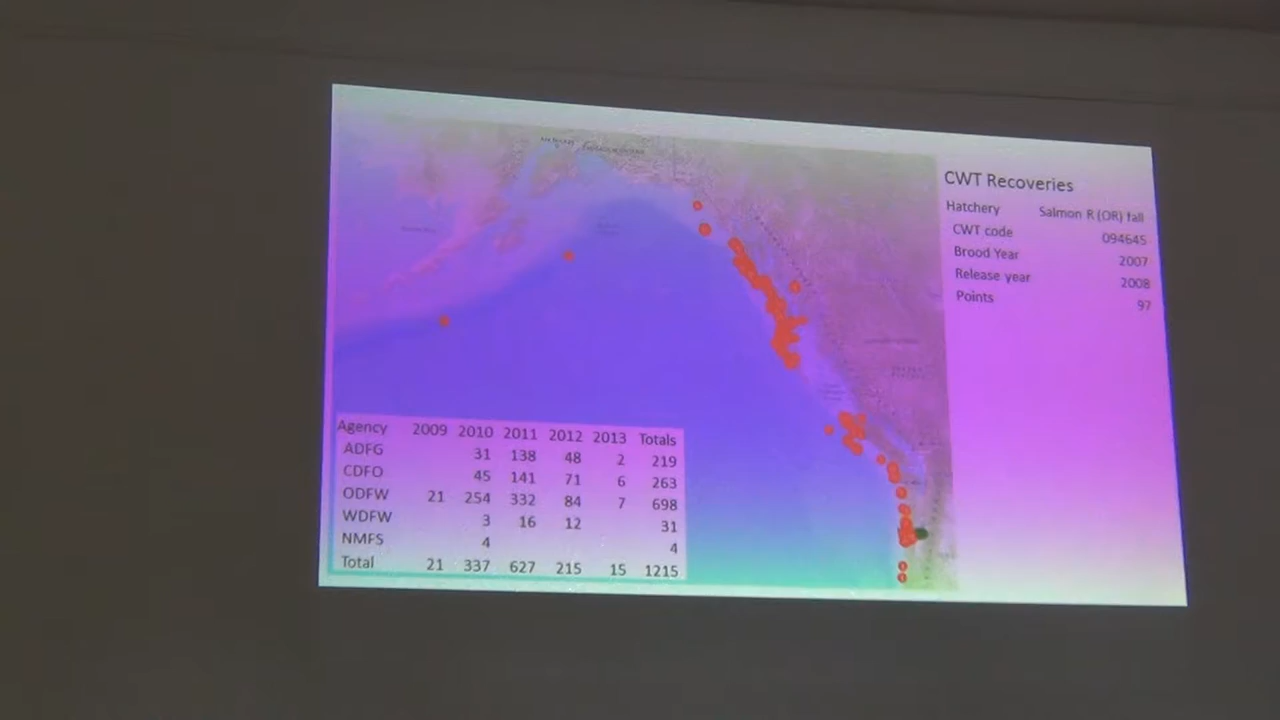 CWT Recoveries
Hatchery Salmon R (OR) fall
CWT code 094645
Brood Year 2007
Release year 2008
Points 97
Agency 2009 2010 2011 2012 2013 Totals
ADFG 31 138 48 2 219
CDFO 45 141 71 6 263
ODFW 21 254 332 84 7 698
WDFW 3 16 12 31
NMFS 4 4
Total 21 337 627 215 15 1215